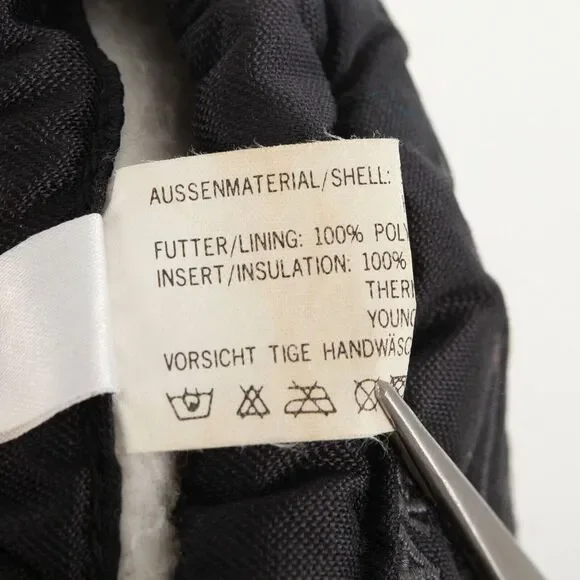 AUSSENMATERIAL/SHELL:
FUTTER/LINING: 100% POLY
INSERT/INSULATION: 100%
THER
YOUNG
VORSICHT TIGE HANDWÄSC